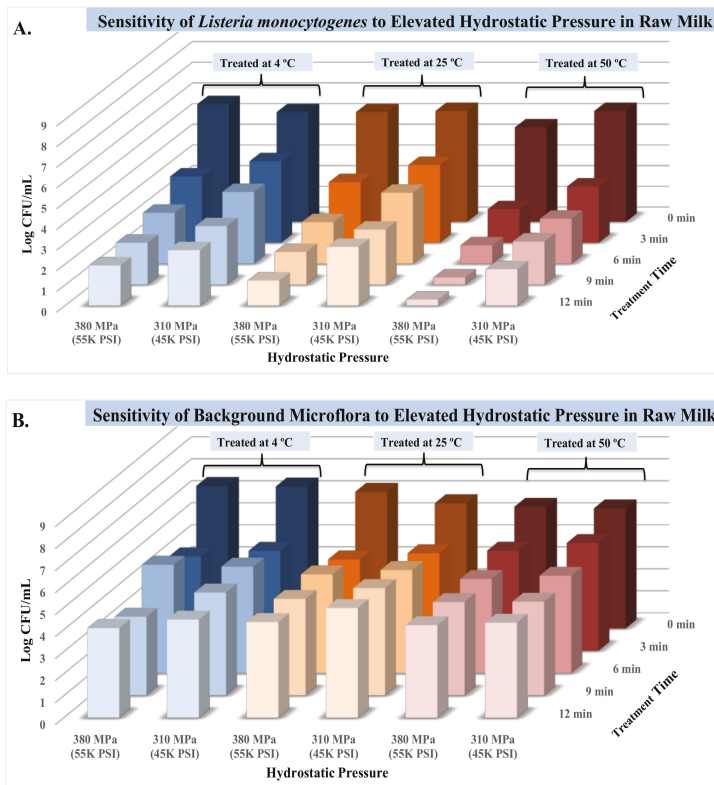 A.
Sensitivity of Listeria monocytogenes to Elevated Hydrostatic Pressure in Raw Milk
Treated at 4 ºC
Treated at 25 ºC
Treated at 50 ºC
Log CFU/mL
9
8
7
6
5
4
3
2
1
0
0 min
3 min
6 min
9 min
12 min
Treatment Time
380 MPa 310 MPa 380 MPa 310 MPa 380 MPa 310 MPa
(55K PSI) (45K PSI) (55K PSI) (45K PSI) (55K PSI) (45K PSI)
Hydrostatic Pressure
B.
Sensitivity of Background Microflora to Elevated Hydrostatic Pressure in Raw Milk
Treated at 4 ºC
Treated at 25 ºC
Treated at 50 ºC
Log CFU/mL
9
8
7
6
5
4
3
2
1
0
0 min
3 min
6 min
9 min
12 min
Treatment Time
380 MPa 310 MPa 380 MPa 310 MPa 380 MPa 310 MPa
(55K PSI) (45K PSI) (55K PSI) (45K PSI) (55K PSI) (45K PSI)
Hydrostatic Pressure